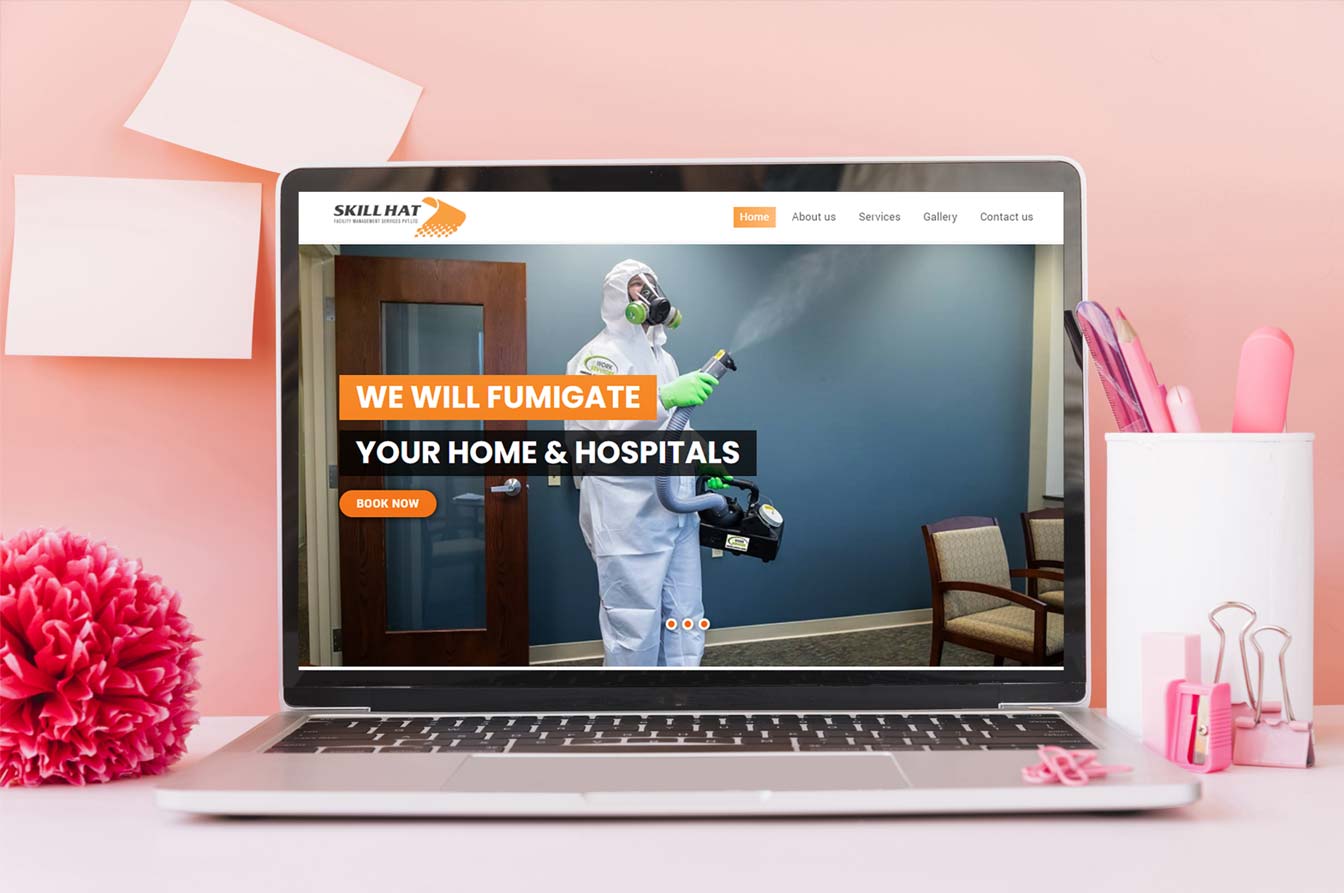 SKILL HAT
FACILITY MANAGEMENT SERVICES PVT.LTD
Home
About us
Services
Gallery
Contact us
WORK
WE WILL FUMIGATE
YOUR HOME & HOSPITALS
BOOK NOW